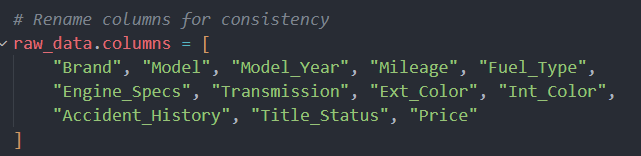 # Rename columns for consistency
raw_data.columns = [
    "Brand", "Model", "Model_Year", "Mileage", "Fuel_Type",
    "Engine_Specs", "Transmission", "Ext_Color", "Int_Color",
    "Accident_History", "Title_Status", "Price"
]